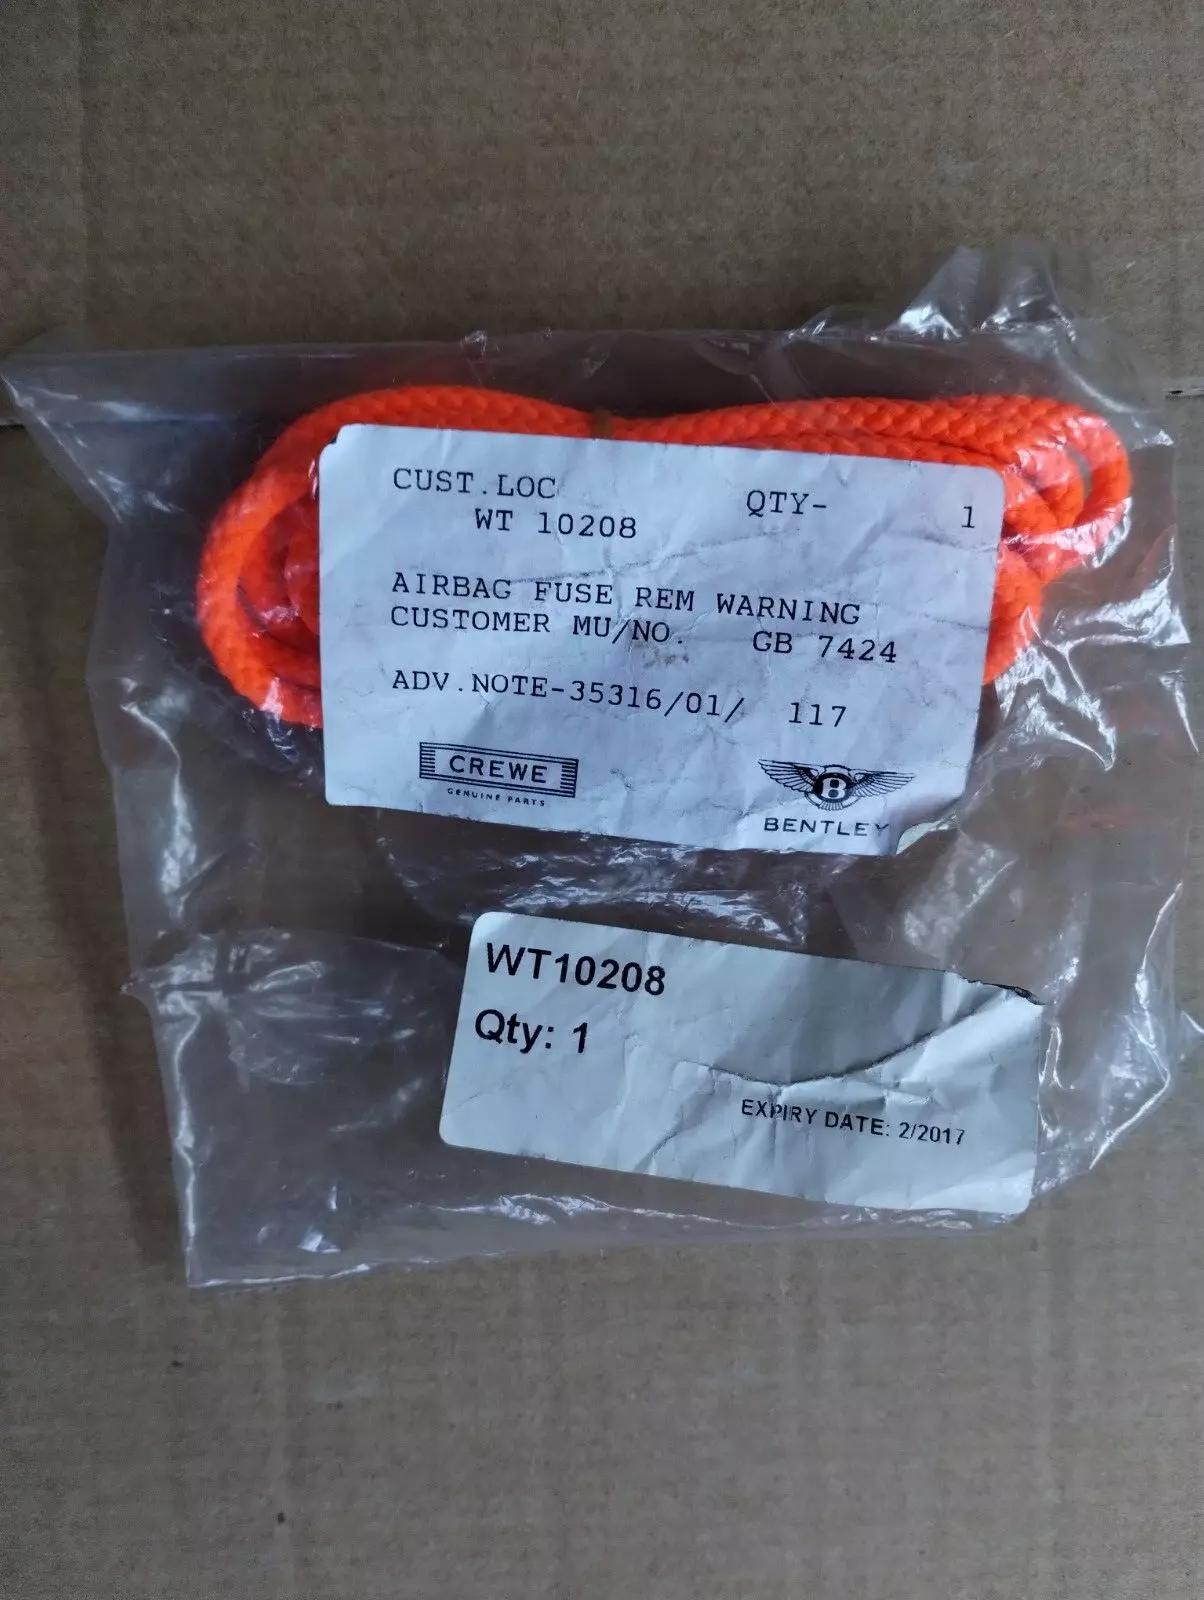 CUST.LOC QTY- 1
WT 10208
AIRBAG FUSE REM WARNING
CUSTOMER MU/NO. GB 7424
ADV.NOTE-35316/01/ 117
CREWE
GENUINE PARTS
B
BENTLEY
WT10208
Qty: 1
EXPIRY DATE: 2/2017